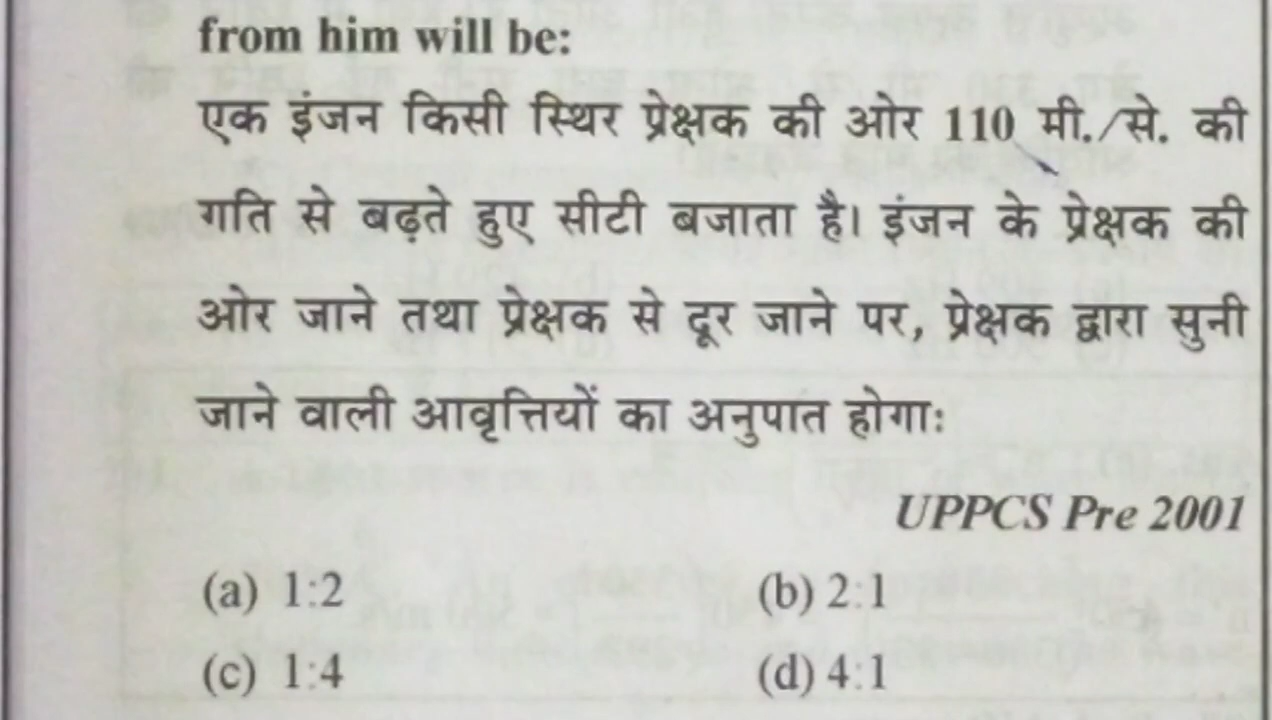 from him will be:
एक इंजन किसी स्थिर प्रेक्षक की ओर 110 मी./से. की
गति से बढ़ते हुए सीटी बजाता है। इंजन के प्रेक्षक की
ओर जाने तथा प्रेक्षक से दूर जाने पर, प्रेक्षक द्वारा सुनी
जाने वाली आवृत्तियों का अनुपात होगाः
UPPCS Pre 2001
(a) 1:2 (b) 2:1
(c) 1:4 (d) 4:1